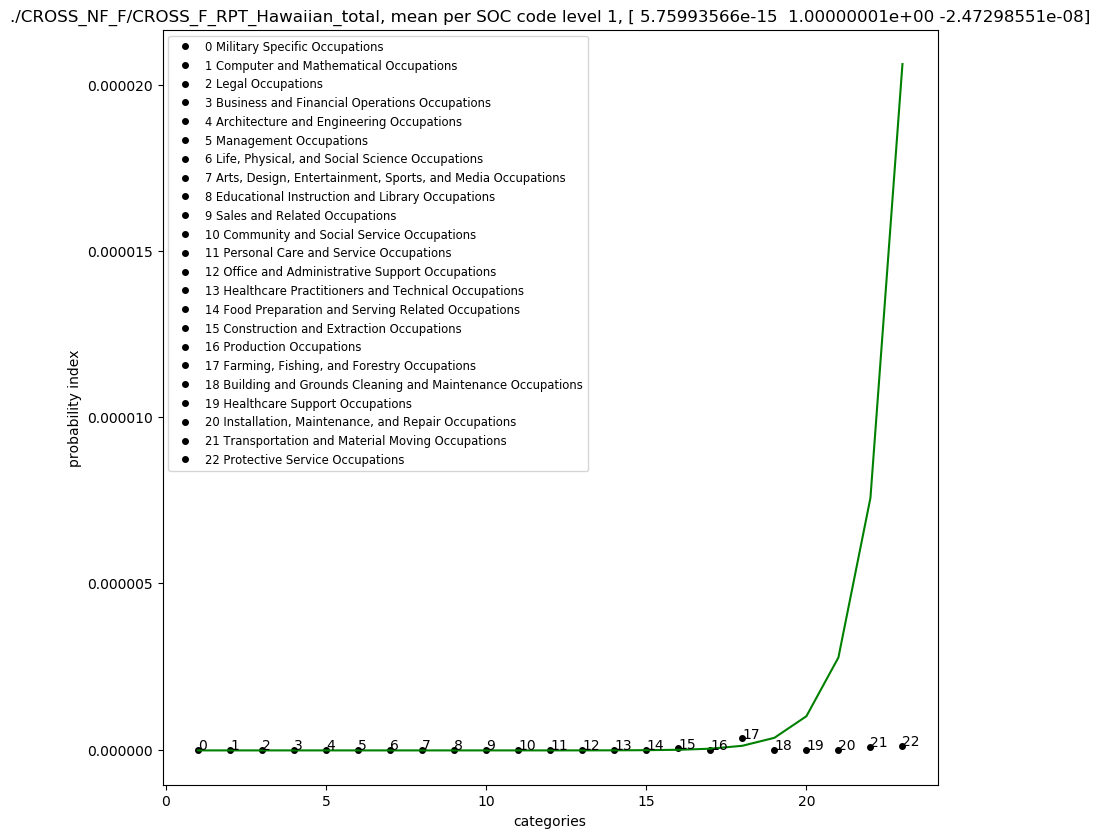 ./CROSS_NF_F/CROSS_F_RPT_Hawaiian_total, mean per SOC code level 1, [ 5.75993566e-15  1.00000001e+00 -2.47298551e-08]
0 Military Specific Occupations
1 Computer and Mathematical Occupations
2 Legal Occupations
3 Business and Financial Operations Occupations
4 Architecture and Engineering Occupations
5 Management Occupations
6 Life, Physical, and Social Science Occupations
7 Arts, Design, Entertainment, Sports, and Media Occupations
8 Educational Instruction and Library Occupations
9 Sales and Related Occupations
10 Community and Social Service Occupations
11 Personal Care and Service Occupations
12 Office and Administrative Support Occupations
13 Healthcare Practitioners and Technical Occupations
14 Food Preparation and Serving Related Occupations
15 Construction and Extraction Occupations
16 Production Occupations
17 Farming, Fishing, and Forestry Occupations
18 Building and Grounds Cleaning and Maintenance Occupations
19 Healthcare Support Occupations
20 Installation, Maintenance, and Repair Occupations
21 Transportation and Material Moving Occupations
22 Protective Service Occupations
probability index
0.000020
0.000015
0.000010
0.000005
0.000000
0 1 2 3 4 5 6 7 8 9 10 11 12 13 14 15 16 17 18 19 20 21 22
0 5 10 15 20
categories